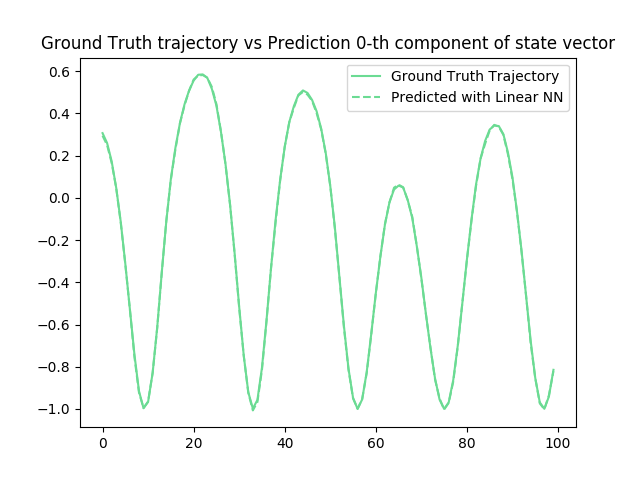 Ground Truth trajectory vs Prediction 0-th component of state vector
Ground Truth Trajectory
Predicted with Linear NN
0.6
0.4
0.2
0.0
−0.2
−0.4
−0.6
−0.8
−1.0
0 20 40 60 80 100